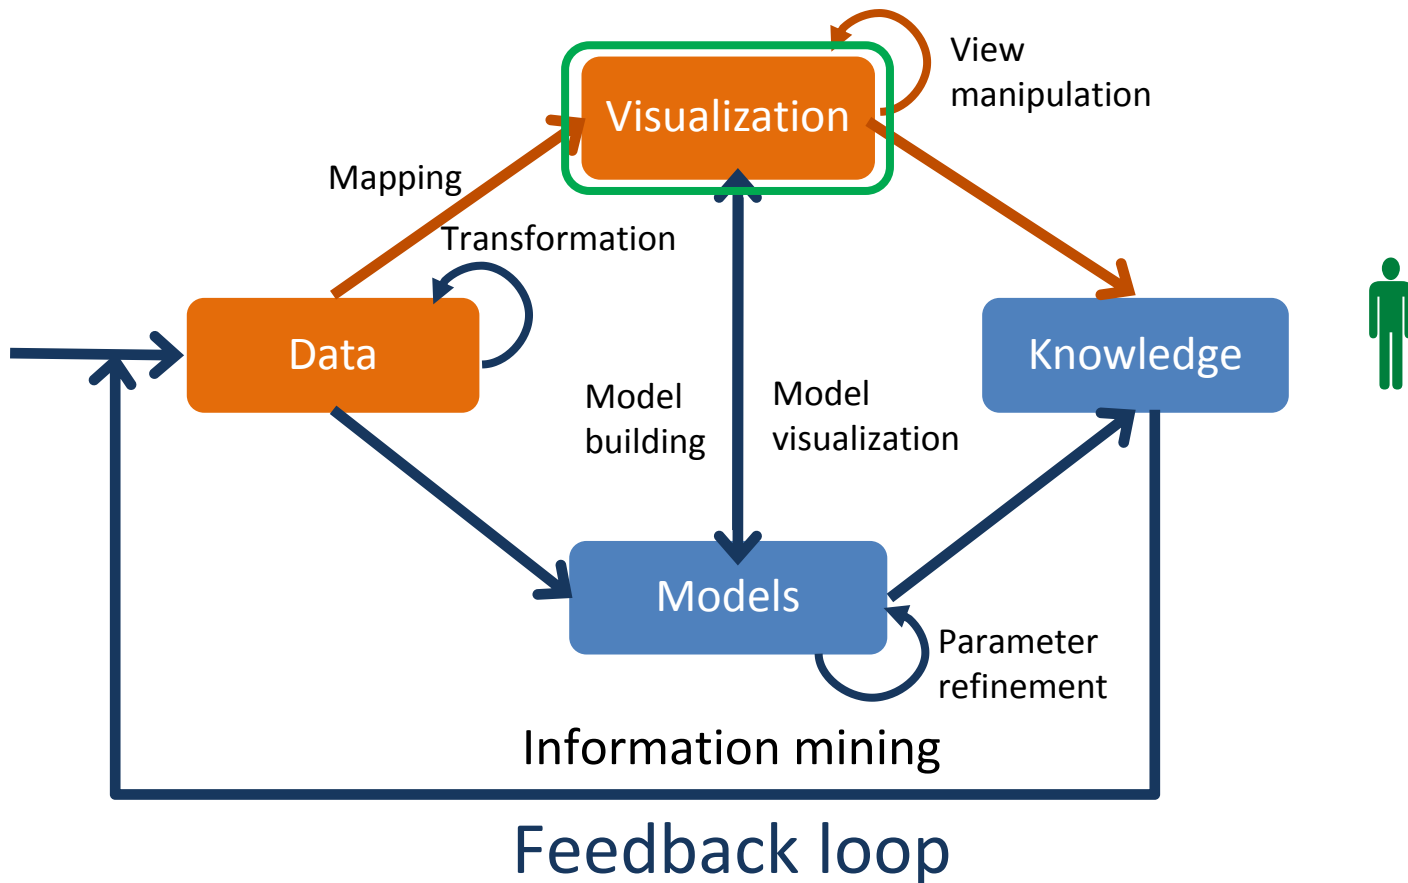 View
manipulation
Visualization
Mapping
Transformation
Data
Knowledge
Model
building
Model
visualization
Models
Parameter
refinement
Information mining
Feedback loop